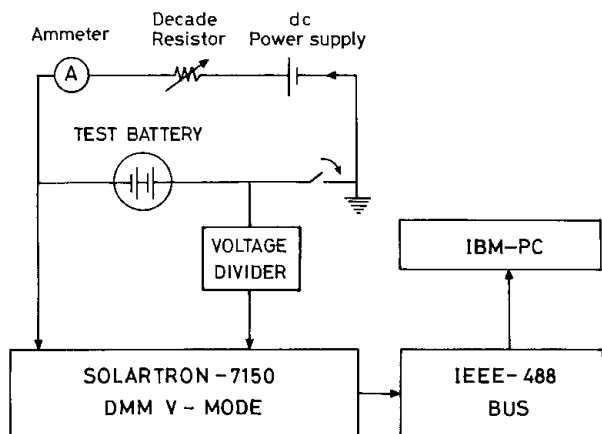 Ammeter
Decade
Resistor
dc
Power supply
A
TEST BATTERY
VOLTAGE
DIVIDER
IBM-PC
SOLARTRON-7150
DMM V-MODE
IEEE-488
BUS